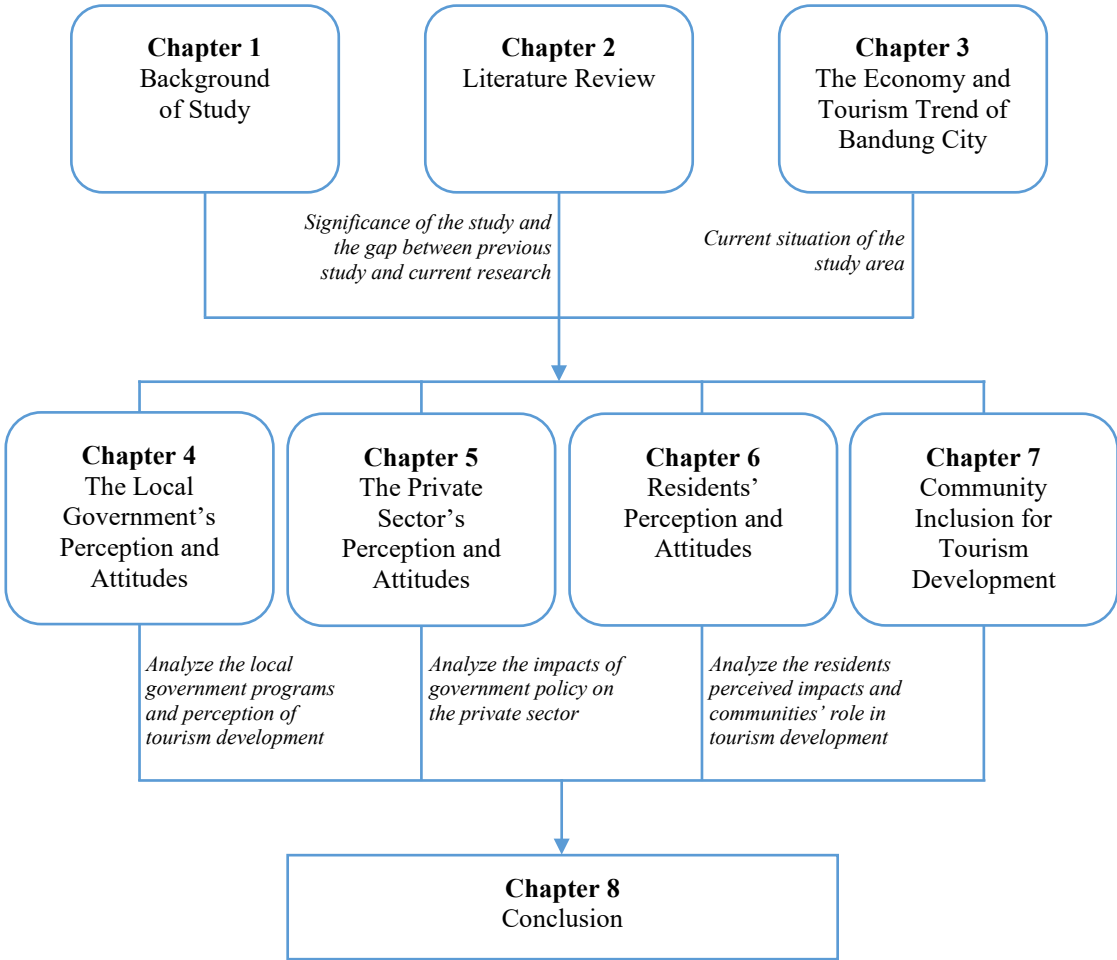 Chapter 1
Background
of Study
Chapter 2
Literature Review
Chapter 3
The Economy and
Tourism Trend of
Bandung City
Significance of the study and
the gap between previous
study and current research
Current situation of the
study area
Chapter 4
The Local
Government’s
Perception and
Attitudes
Chapter 5
The Private
Sector’s
Perception and
Attitudes
Chapter 6
Residents’
Perception and
Attitudes
Chapter 7
Community
Inclusion for
Tourism
Development
Analyze the local
government programs
and perception of
tourism development
Analyze the impacts of
government policy on
the private sector
Analyze the residents
perceived impacts and
communities’ role in
tourism development
Chapter 8
Conclusion